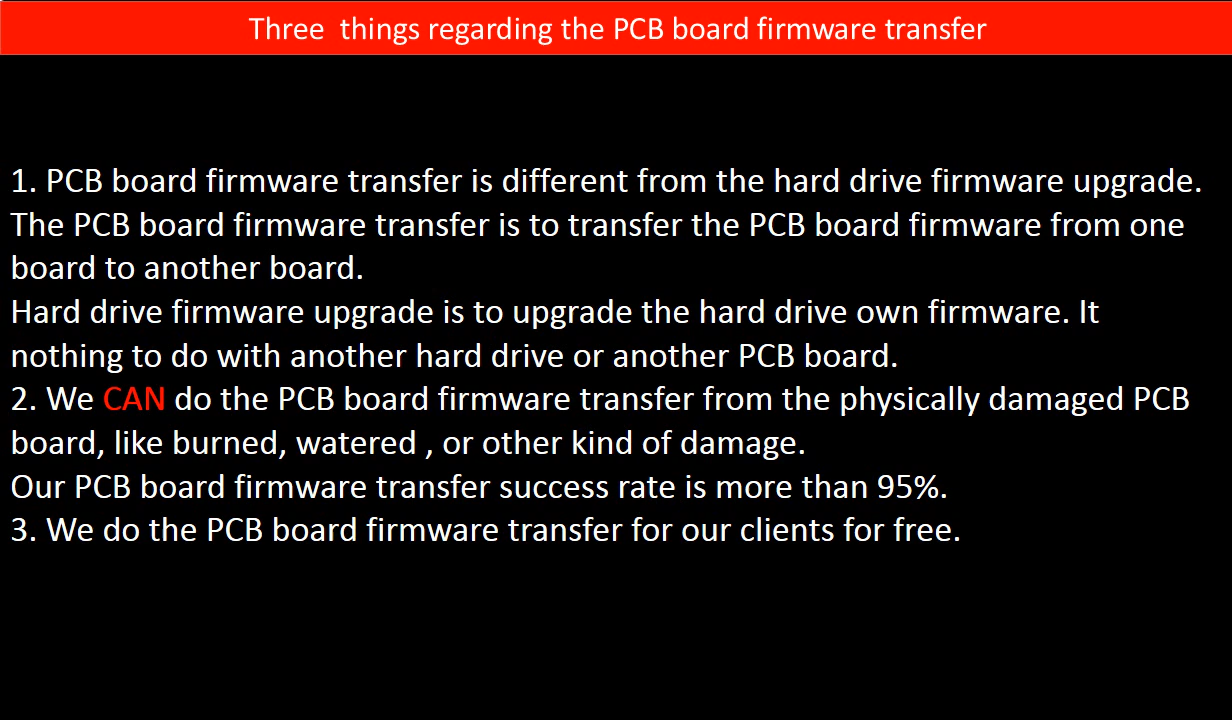 Three  things regarding the PCB board firmware transfer
1. PCB board firmware transfer is different from the hard drive firmware upgrade.
The PCB board firmware transfer is to transfer the PCB board firmware from one
board to another board.
Hard drive firmware upgrade is to upgrade the hard drive own firmware. It
nothing to do with another hard drive or another PCB board.
2. We CAN do the PCB board firmware transfer from the physically damaged PCB
board, like burned, watered , or other kind of damage.
Our PCB board firmware transfer success rate is more than 95%.
3. We do the PCB board firmware transfer for our clients for free.